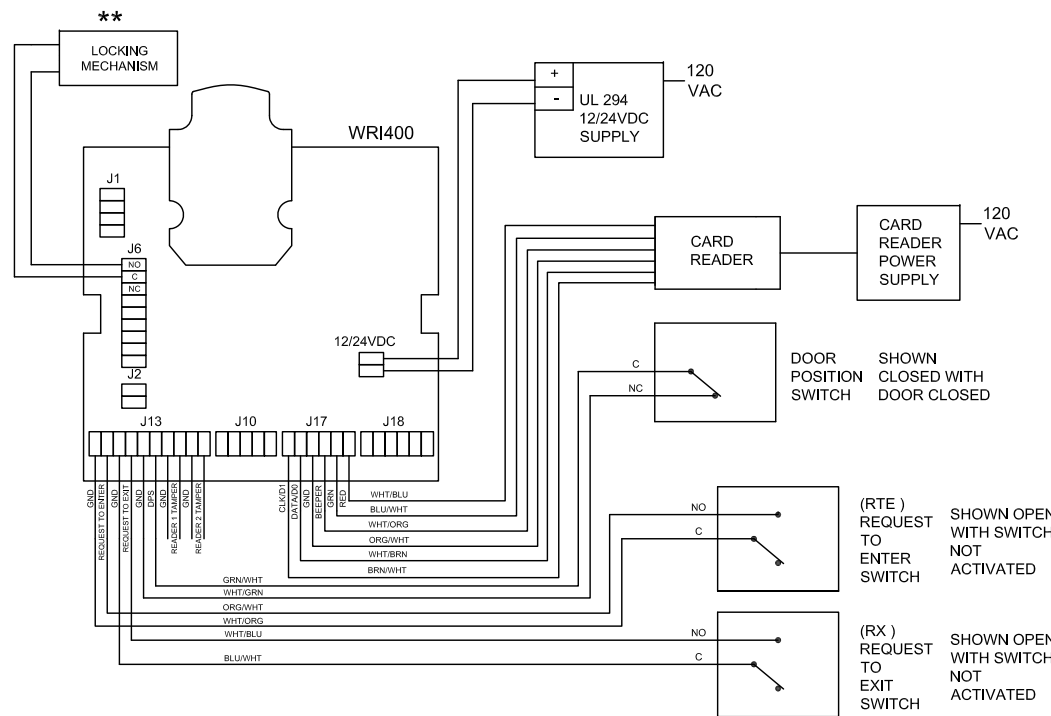 **
LOCKING
MECHANISM
WRI400
+
-
UL 294
12/24VDC
SUPPLY
120
VAC
J1
J6
NO
C
NC
J2
12/24VDC
CARD
READER
CARD
READER
POWER
SUPPLY
120
VAC
C
NC
DOOR
POSITION
SWITCH
SHOWN
CLOSED WITH
DOOR CLOSED
J13
J10
J17
J18
GND
REQUEST TO ENTER
GND
REQUEST TO EXIT
GND
DPS
GND
READER 1 TAMPER
GND
READER 2 TAMPER
CLK/D1
DATA/D0
GND
BEEPER
GRN
RED
WHT/BLU
BLU/WHT
WHT/ORG
ORG/WHT
WHT/BRN
BRN/WHT
GRN/WHT
WHT/GRN
ORG/WHT
WHT/ORG
WHT/BLU
BLU/WHT
NO
C
(RTE )
REQUEST
TO
ENTER
SWITCH
SHOWN OPEN
WITH SWITCH
NOT
ACTIVATED
NO
C
(RX )
REQUEST
TO
EXIT
SWITCH
SHOWN OPEN
WITH SWITCH
NOT
ACTIVATED